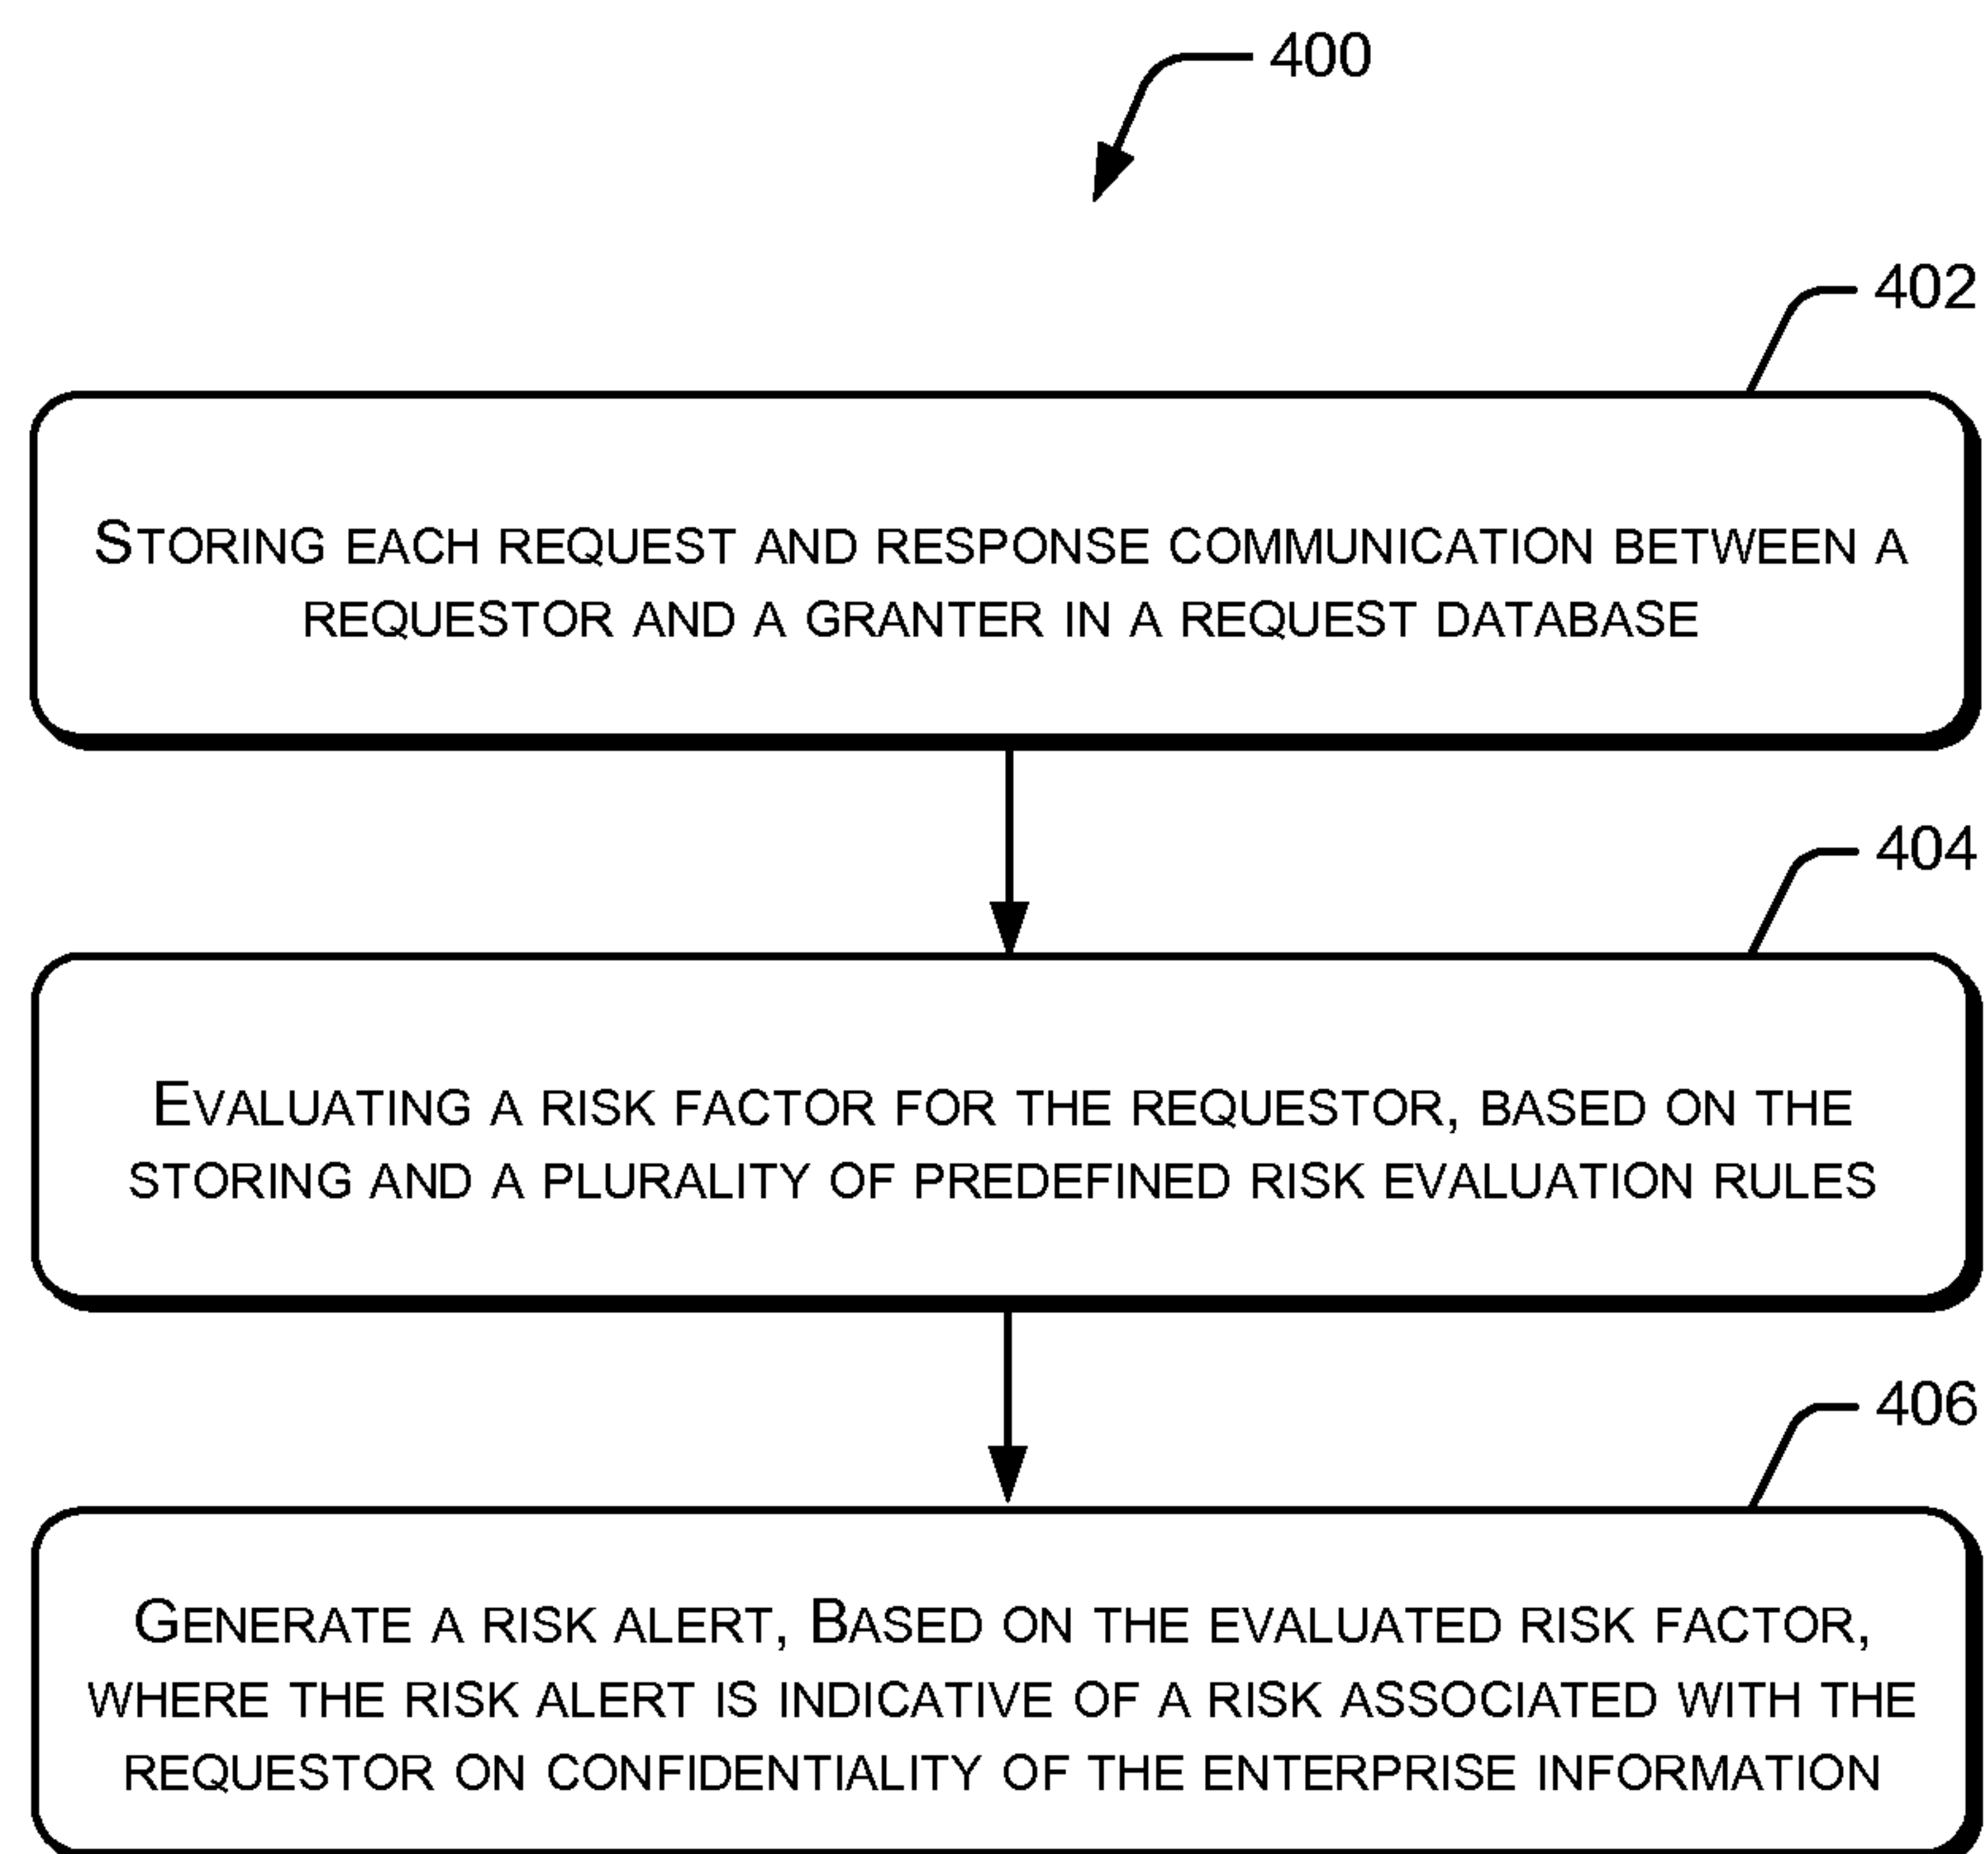 400
402
STORING EACH REQUEST AND RESPONSE COMMUNICATION BETWEEN A
REQUESTOR AND A GRANTER IN A REQUEST DATABASE
404
EVALUATING A RISK FACTOR FOR THE REQUESTOR, BASED ON THE
STORING AND A PLURALITY OF PREDEFINED RISK EVALUATION RULES
406
GENERATE A RISK ALERT, BASED ON THE EVALUATED RISK FACTOR,
WHERE THE RISK ALERT IS INDICATIVE OF A RISK ASSOCIATED WITH THE
REQUESTOR ON CONFIDENTIALITY OF THE ENTERPRISE INFORMATION